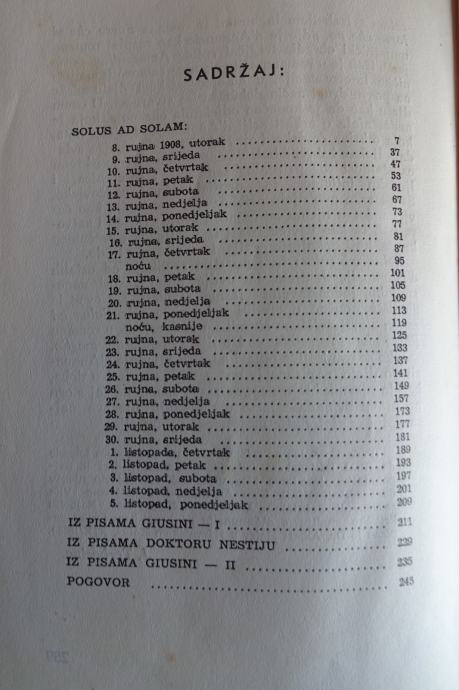 SADRŽAJ:
SOLUS AD SOLAM:
8. rujna 1908, utorak 7
9. rujna, srijeda 37
10. rujna, četvrtak 47
11. rujna, petak 53
12. rujna, subota 61
13. rujna, nedjelja 67
14. rujna, ponedjeljak 73
15. rujna, utorak 77
16. rujna, srijeda 81
17. rujna, četvrtak 87
noću 95
18. rujna, petak 101
19. rujna, subota 105
20. rujna, nedjelja 109
21. rujna, ponedjeljak 113
noću, kasnije 119
22. rujna, utorak 125
23. rujna, srijeda 133
24. rujna, četvrtak 137
25. rujna, petak 141
26. rujna, subota 149
27. rujna, nedjelja 157
28. rujna, ponedjeljak 173
29. rujna, utorak 177
30. rujna, srijeda 181
1. listopada, četvrtak 189
2. listopad, petak 193
3. listopad, subota 197
4. listopad, nedjelja 201
5. listopad, ponedjeljak 209
IZ PISAMA GIUSINI — I 211
IZ PISAMA DOKTORU NESTIJU 229
IZ PISAMA GIUSINI — II 235
POGOVOR 245